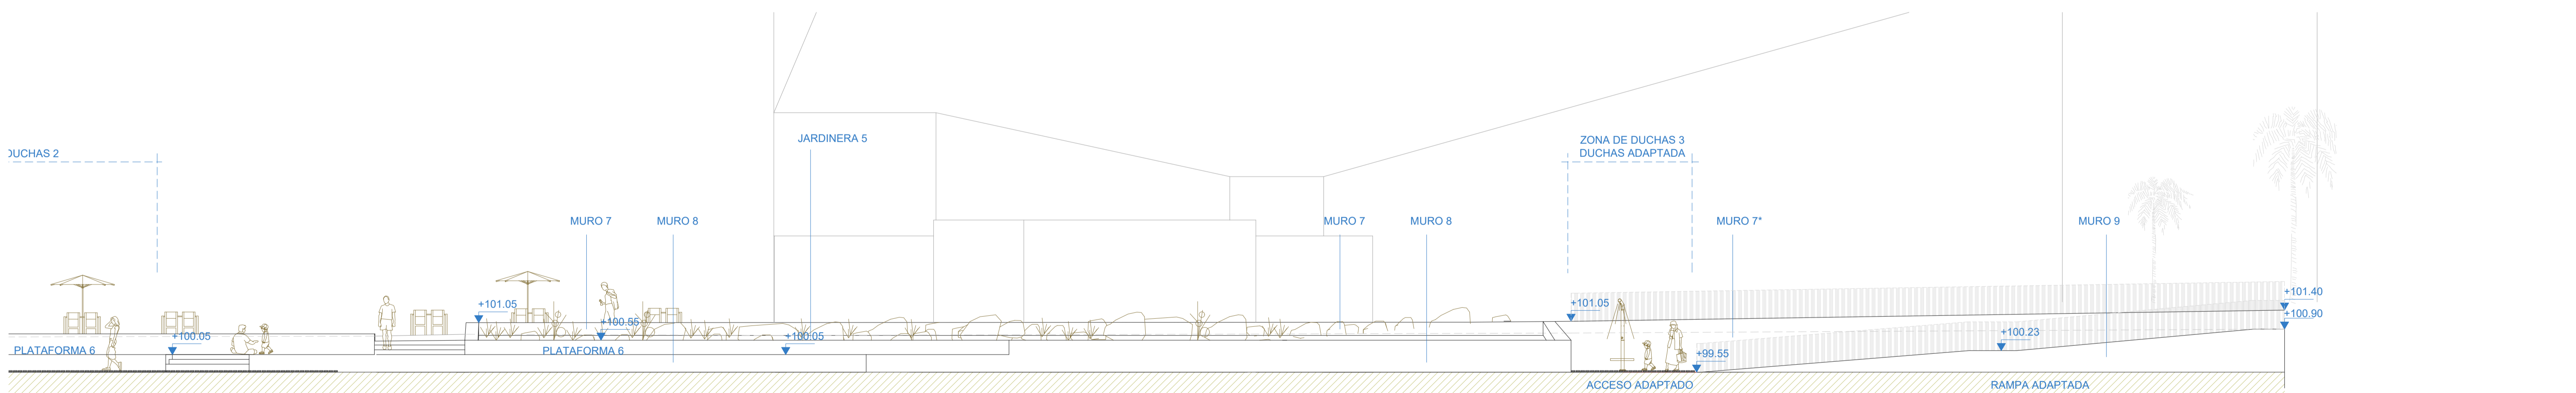 JARDINERA 5
ZONA DE DUCHAS 3
DUCHAS ADAPTADA
DUCHAS 2
MURO 7
MURO 8
MURO 7
MURO 8
MURO 7*
MURO 9
+101.05
+101.05
+101.40
+100.90
+100.55
+100.05
+100.05
+100.23
PLATAFORMA 6
PLATAFORMA 6
+99.55
ACCESO ADAPTADO
RAMPA ADAPTADA